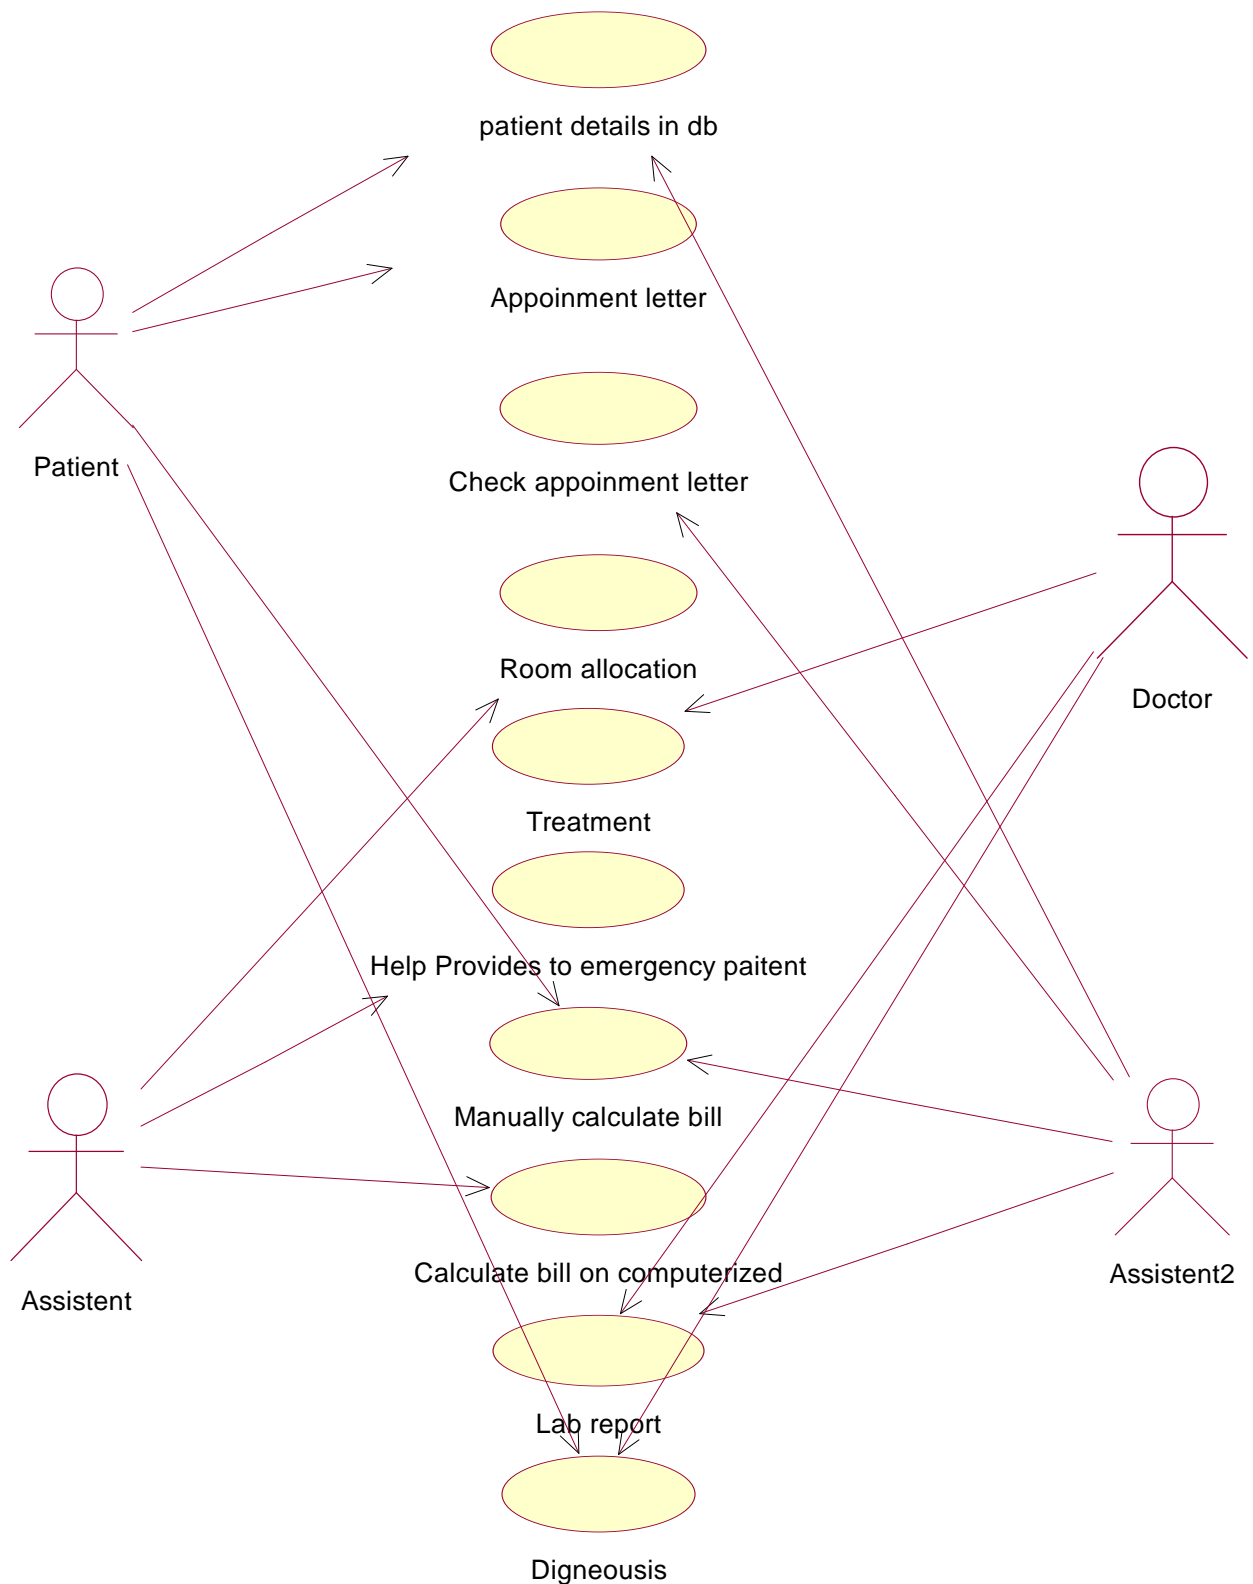 patient details in db
Appoinment letter
Patient
Check appoinment letter
Room allocation
Doctor
Treatment
Help Provides to emergency paitent
Manually calculate bill
Calculate bill on computerized
Assistent
Assistent2
Lab report
Digneousis